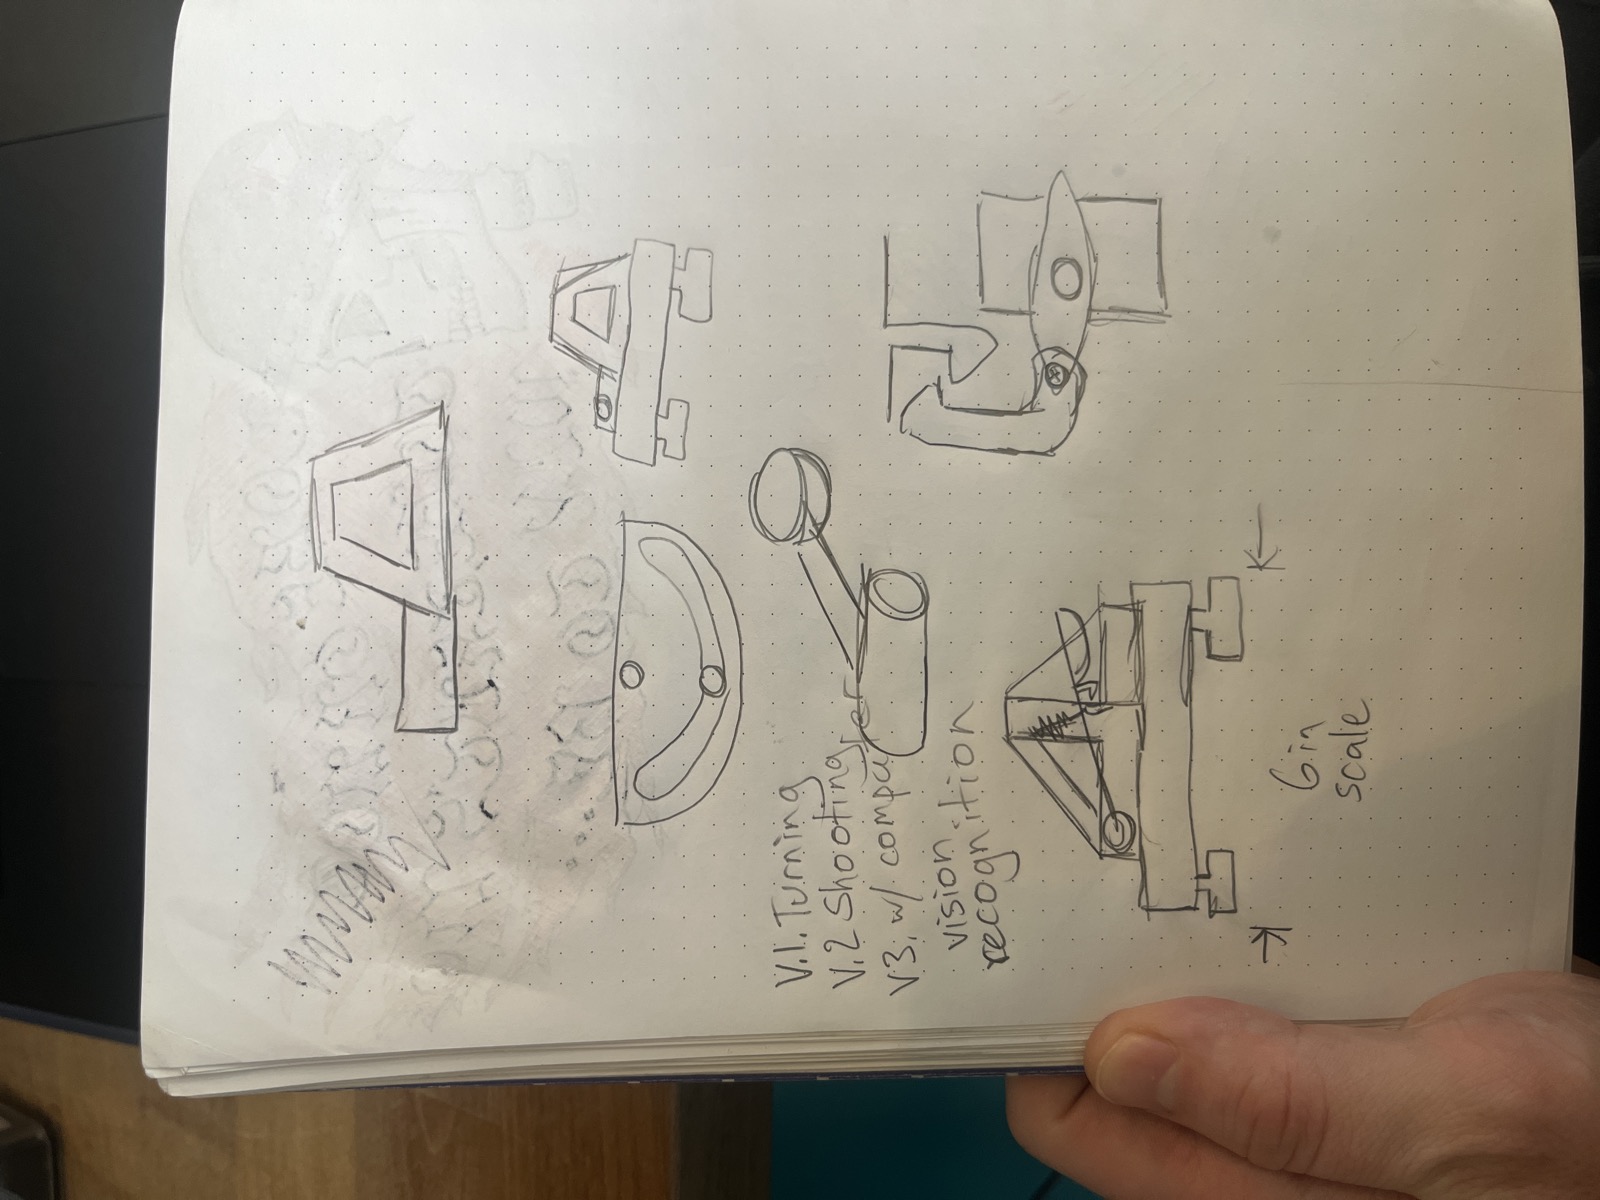 V.1. Turning
V.2 Shooting
V3. w/ computer
vision
recognition
6in
scale